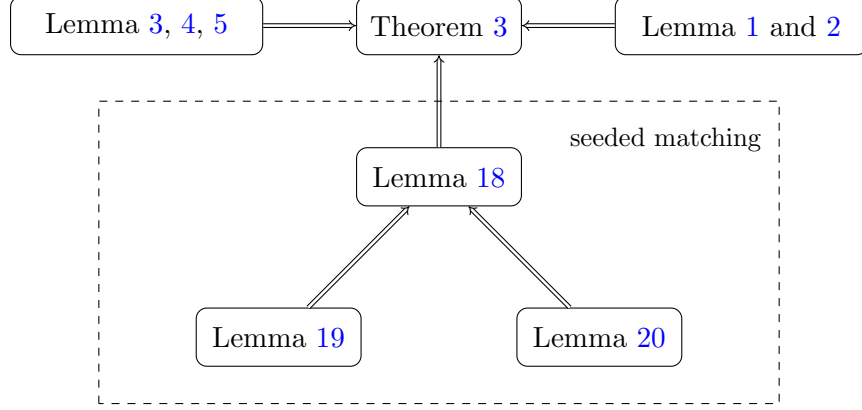 Lemma 3, 4, 5
Theorem 3
Lemma 1 and 2
seeded matching
Lemma 18
Lemma 19
Lemma 20